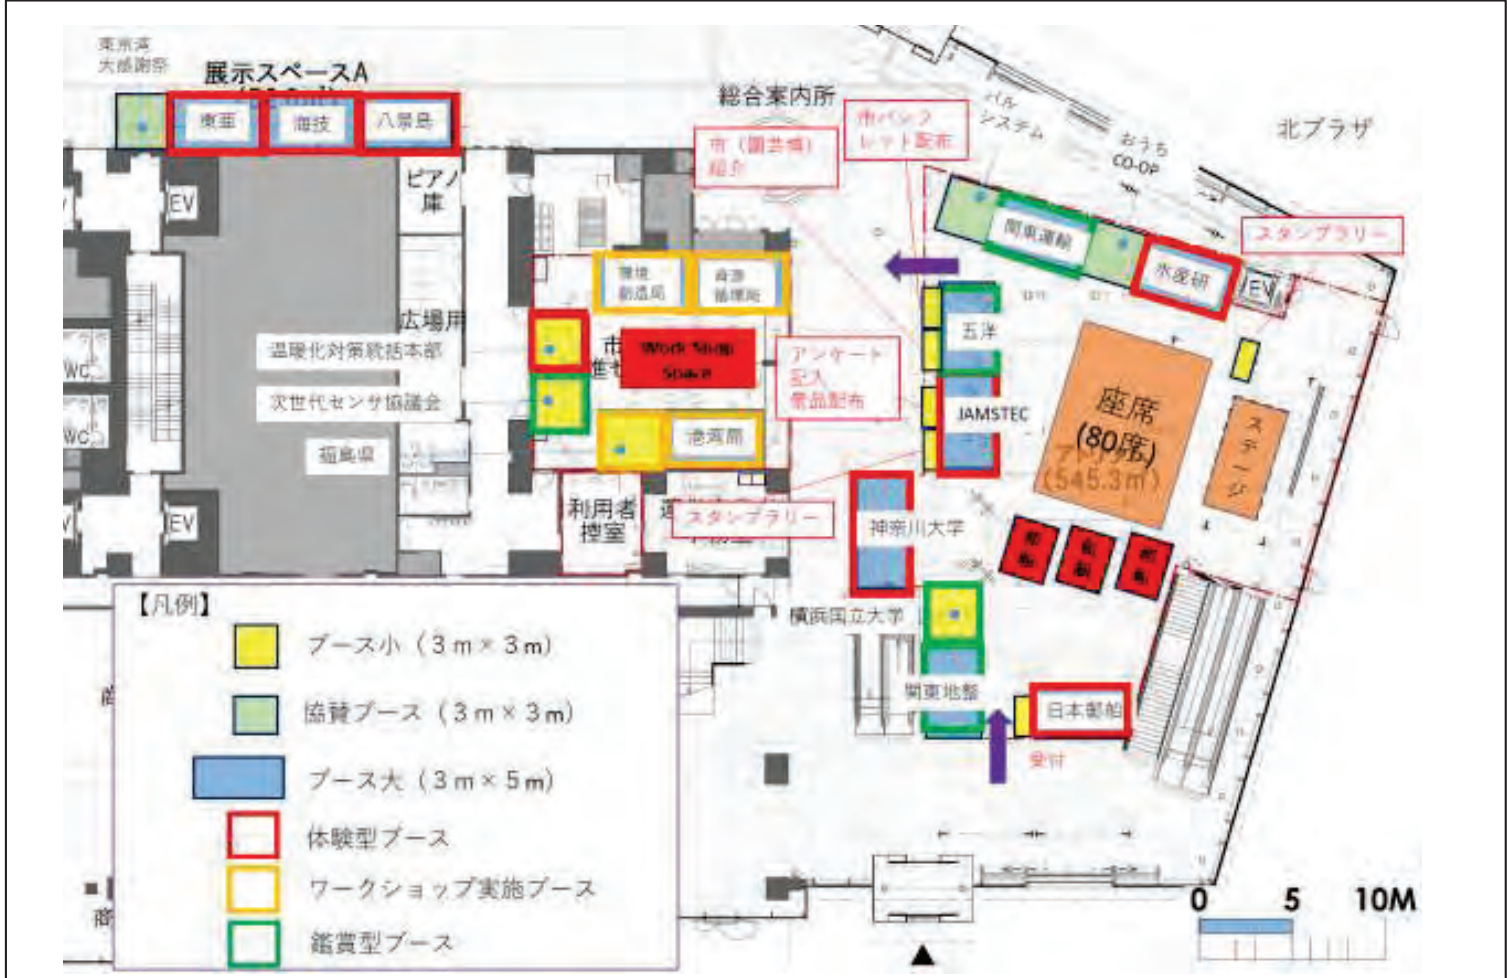 東京湾
大感謝祭
展示スペースA
東亜
海技
八景島
総合案内所
市（園芸博）
紹介
市パンフ
レット配布
パル
システム
おうち
CO-OP
北プラザ
関東運輸
水産研
スタンプラリー
EV
ピアノ
庫
EV
環境
創造局
資源
循環局
五洋
広場用
温暖化対策統括本部
次世代センサ協議会
福島県
市
Work Shop
Space
アンケート
記入
景品配布
JAMSTEC
座席
(80席)
(545.3㎡)
ステージ
WC
WC
港湾局
EV
利用者
控室
スタンプラリー
神奈川大学
横浜国立大学
関東地整
日本郵船
受付
【凡例】
ブース小（３ｍ×３ｍ）
協賛ブース（３ｍ×３ｍ）
ブース大（３ｍ×５ｍ）
体験型ブース
ワークショップ実施ブース
鑑賞型ブース
0 5 10M